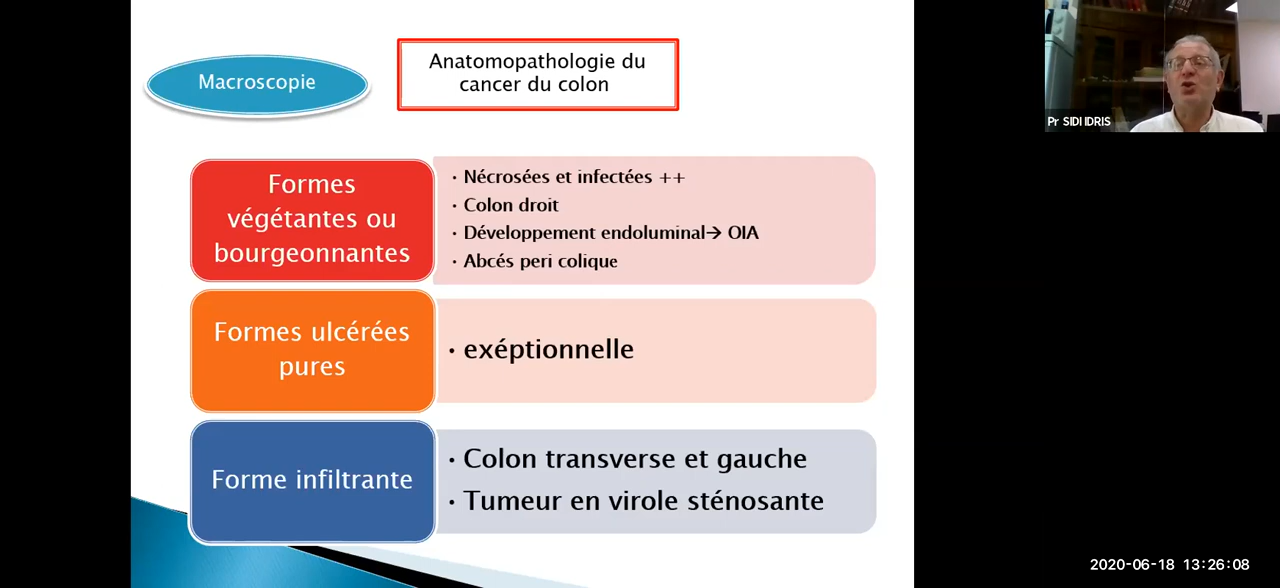 Macroscopie
Anatomopathologie du
cancer du colon
Pr SIDI IDRIS
Formes
végétantes ou
bourgeonnantes
· Nécrosées et infectées ++
· Colon droit
· Développement endoluminal→ OIA
· Abcés peri colique
Formes ulcérées
pures
· exéptionnelle
Forme infiltrante
· Colon transverse et gauche
· Tumeur en virole sténosante
2020-06-18 13:26:08